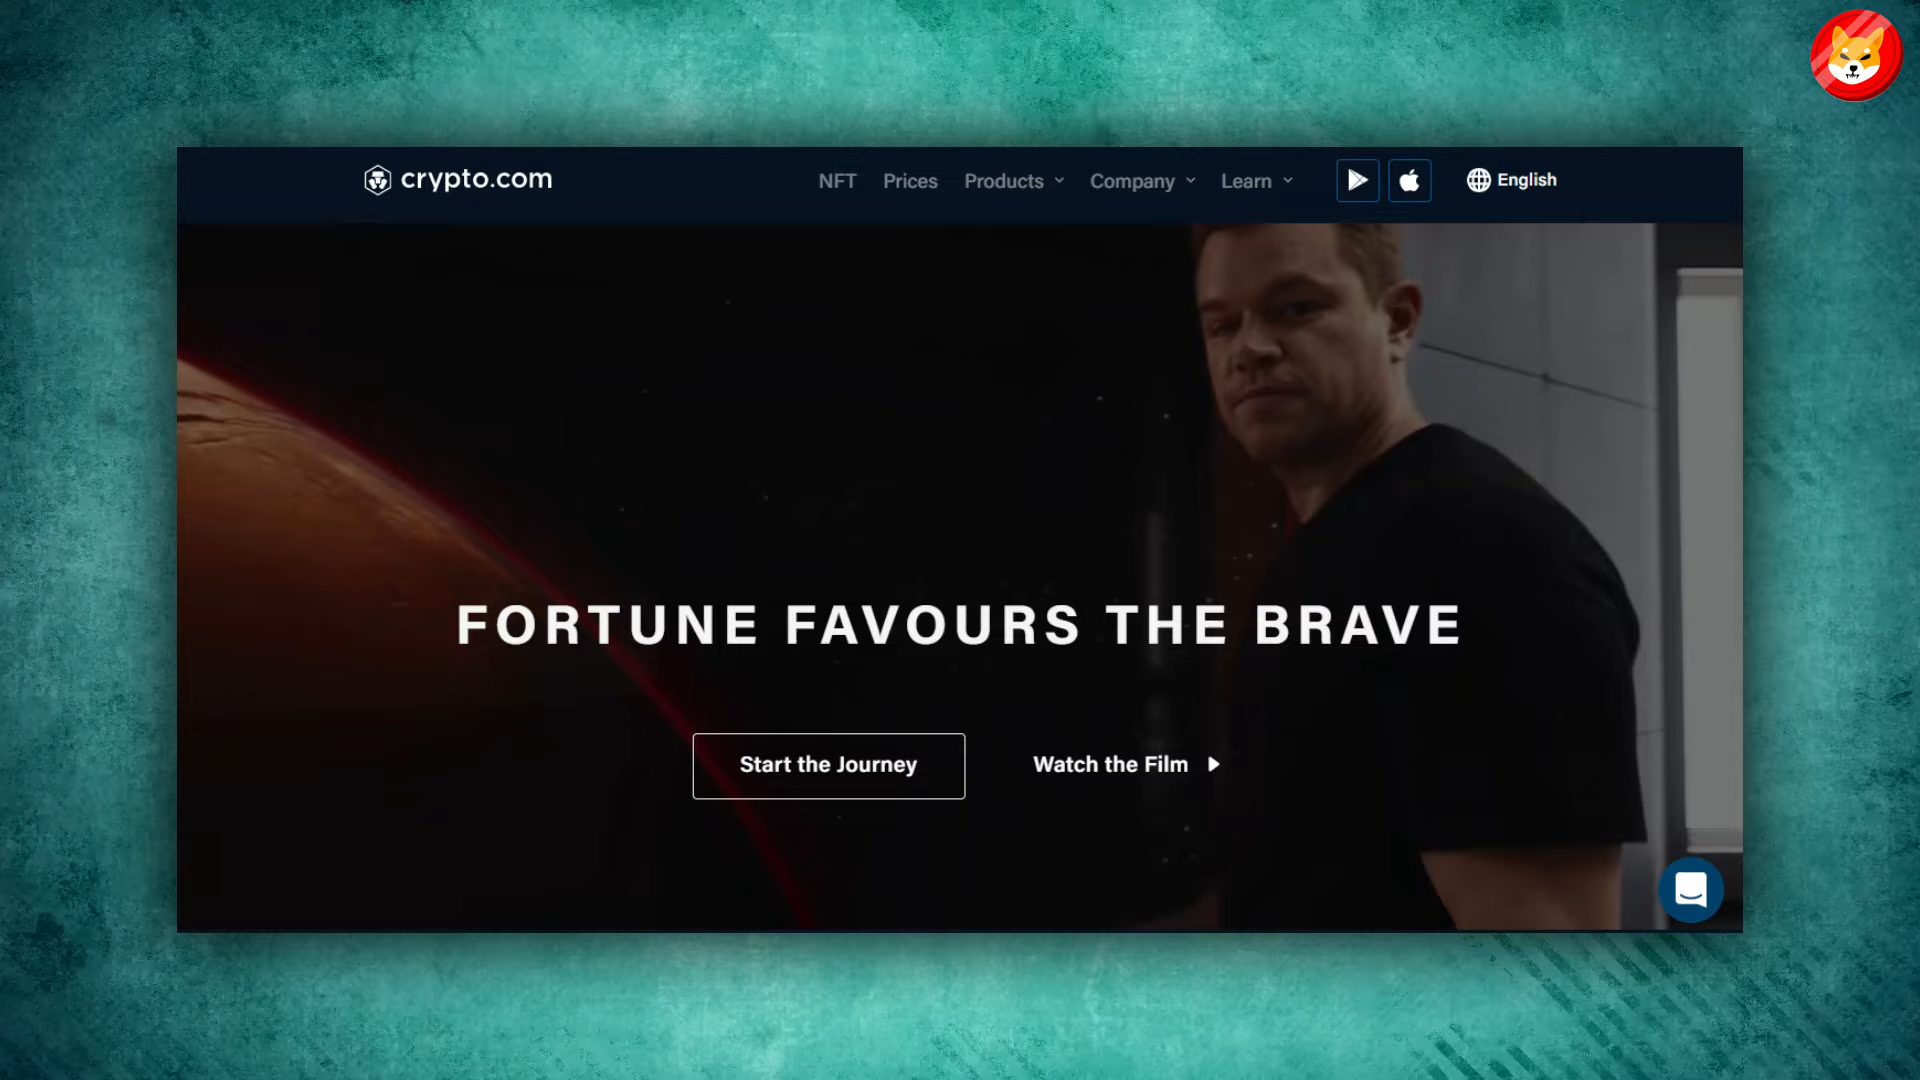 crypto.com
NFT Prices Products Company Learn English
FORTUNE FAVOURS THE BRAVE
Start the Journey Watch the Film